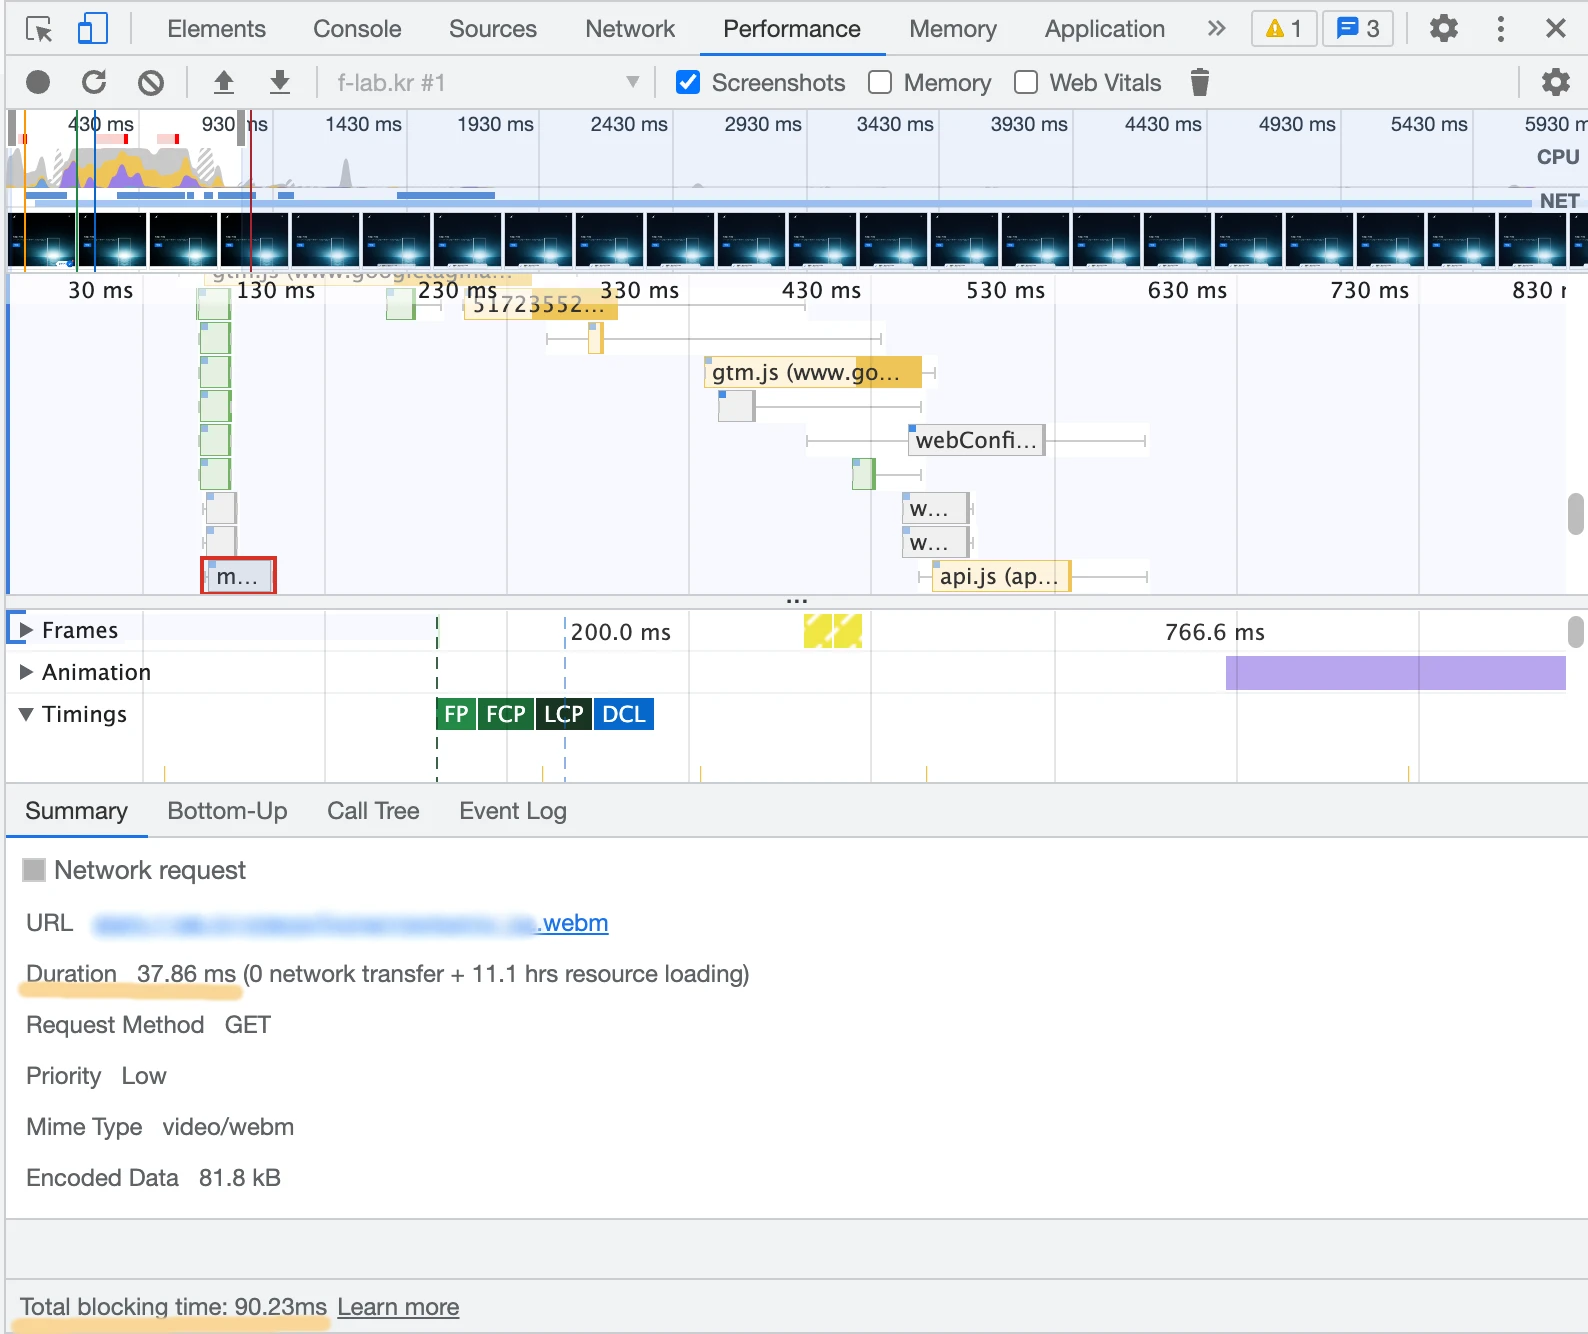 Elements Console Sources Network Performance Memory Application » 1 3
f-lab.kr #1 Screenshots Memory Web Vitals
430 ms 930 ms 1430 ms 1930 ms 2430 ms 2930 ms 3430 ms 3930 ms 4430 ms 4930 ms 5430 ms 5930 m
CPU
NET
gtm.js (www.googletagma...
30 ms 130 ms 230 ms 330 ms 430 ms 530 ms 630 ms 730 ms 830 r
51723552...
gtm.js (www.go...
webConfi...
w...
w...
m... api.js (ap...
...
Frames 200.0 ms 766.6 ms
Animation
Timings FP FCP LCP DCL
Summary Bottom-Up Call Tree Event Log
Network request
URL .webm
Duration 37.86 ms (0 network transfer + 11.1 hrs resource loading)
Request Method GET
Priority Low
Mime Type video/webm
Encoded Data 81.8 kB
Total blocking time: 90.23ms Learn more